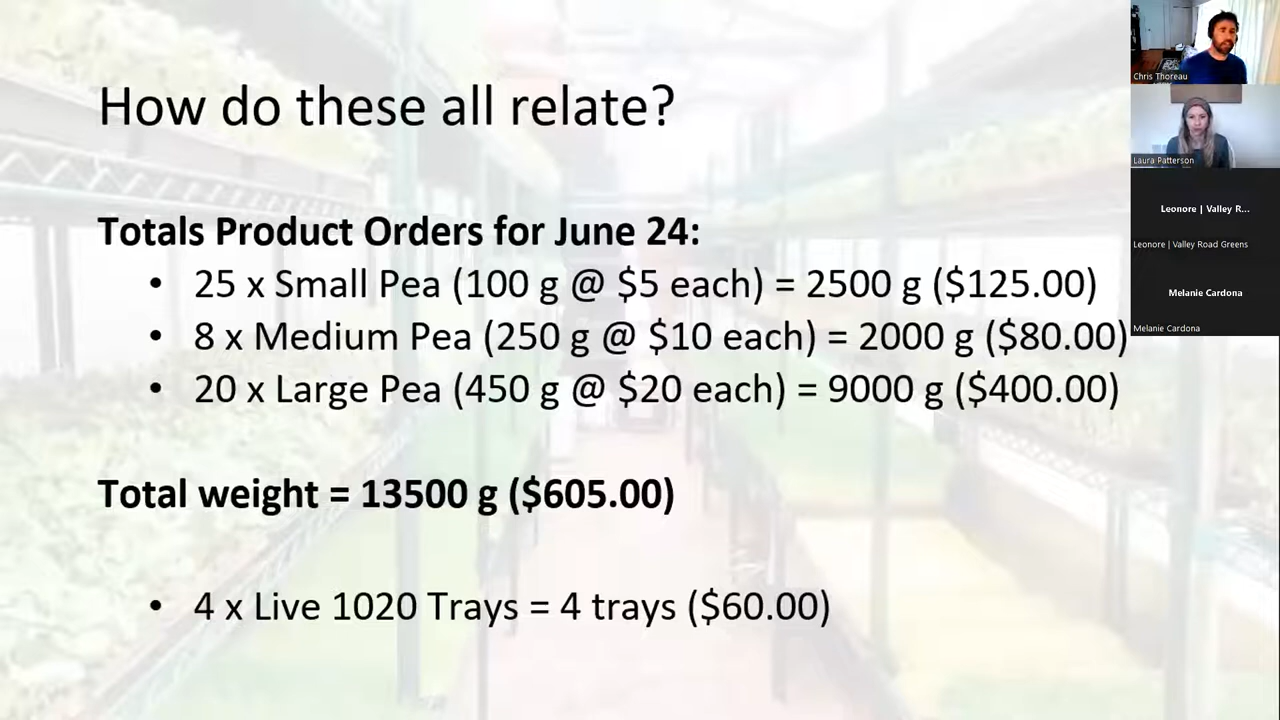 How do these all relate?
Totals Product Orders for June 24:
• 25 x Small Pea (100 g @ $5 each) = 2500 g ($125.00)
• 8 x Medium Pea (250 g @ $10 each) = 2000 g ($80.00)
• 20 x Large Pea (450 g @ $20 each) = 9000 g ($400.00)
Total weight = 13500 g ($605.00)
• 4 x Live 1020 Trays = 4 trays ($60.00)
Chris Thoreau
Laura Patterson
Leonore | Valley R...
Leonore | Valley Road Greens
Melanie Cardona
Melanie Cardona